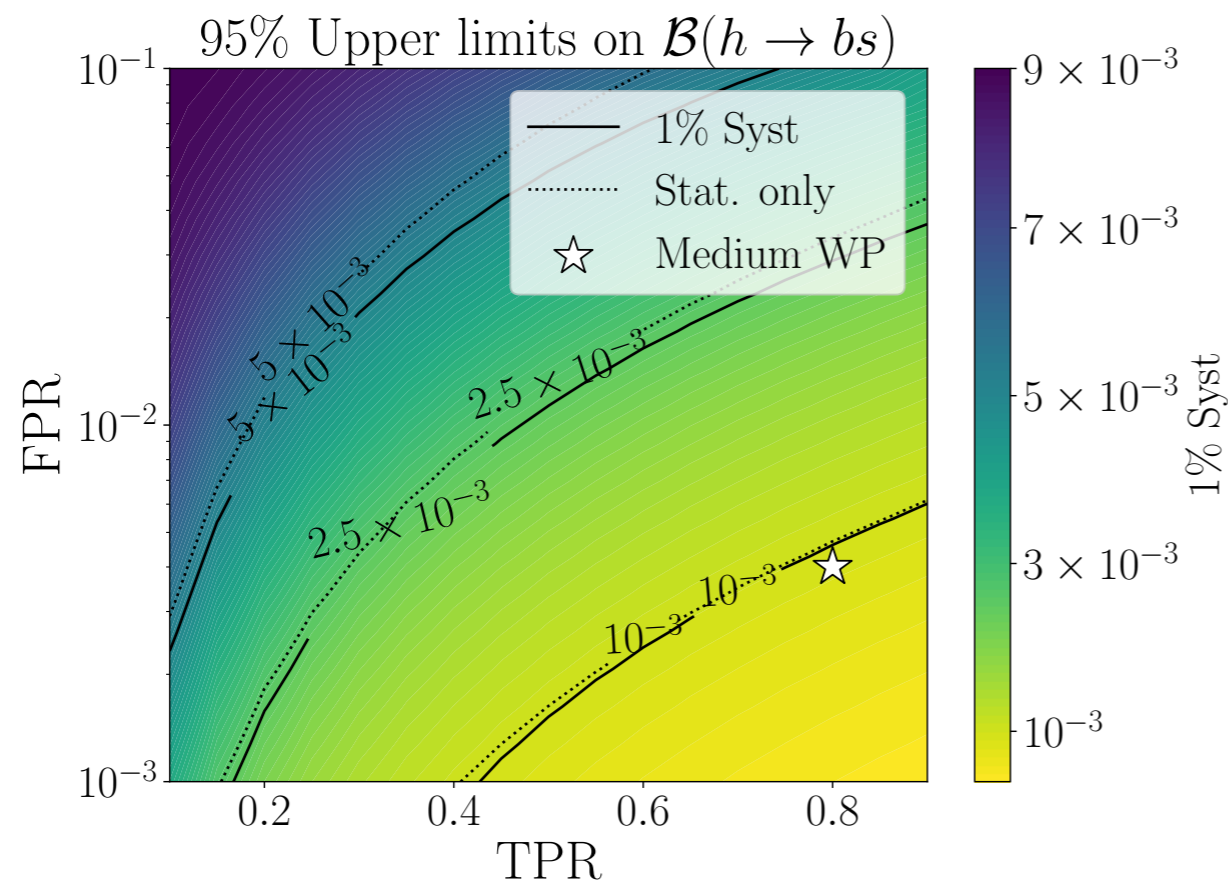 95% Upper limits on 𝓑(h → bs)
10⁻¹
10⁻²
10⁻³
FPR
0.2
0.4
0.6
0.8
TPR
1% Syst
Stat. only
Medium WP
5 × 10⁻³
5 × 10⁻³
2.5 × 10⁻³
2.5 × 10⁻³
10⁻³
10⁻³
9 × 10⁻³
7 × 10⁻³
5 × 10⁻³
3 × 10⁻³
10⁻³
1% Syst